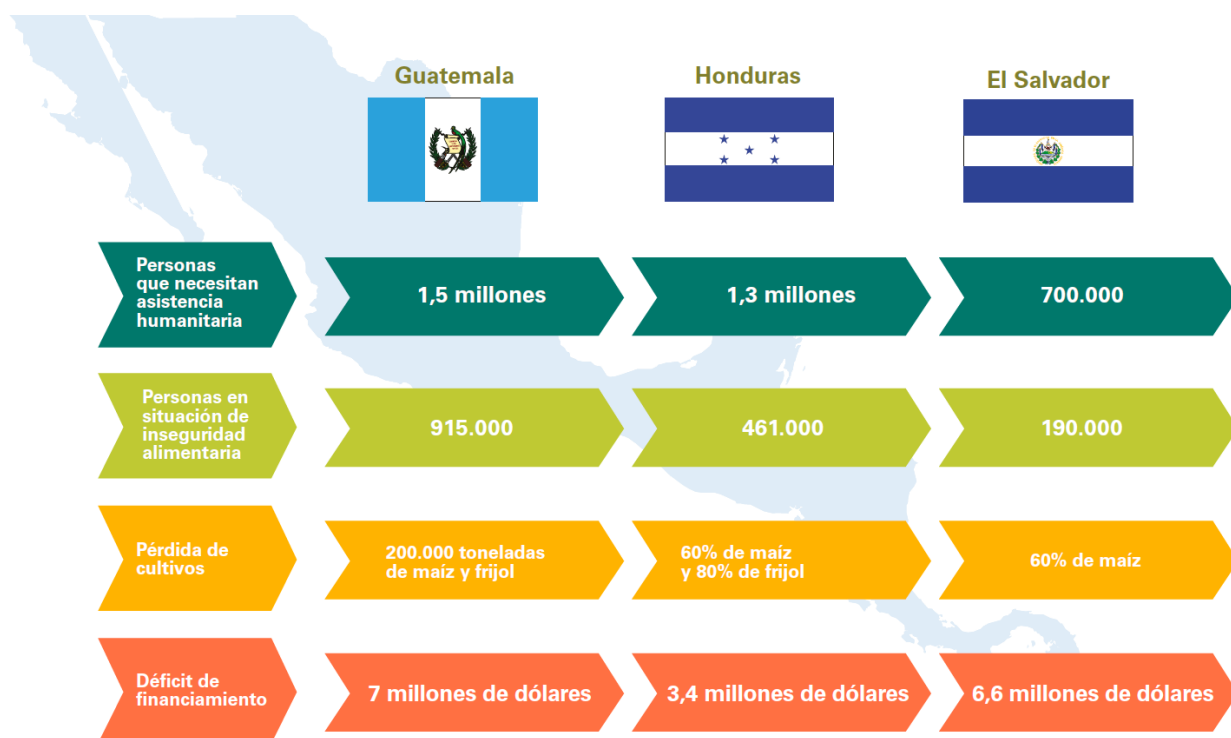 Guatemala
Honduras
El Salvador
Personas
que necesitan
asistencia
humanitaria
1,5 millones
1,3 millones
700.000
Personas en
situación de
inseguridad
alimentaria
915.000
461.000
190.000
Pérdida de
cultivos
200.000 toneladas
de maíz y frijol
60% de maíz
y 80% de frijol
60% de maíz
Déficit de
financiamiento
7 millones de dólares
3,4 millones de dólares
6,6 millones de dólares